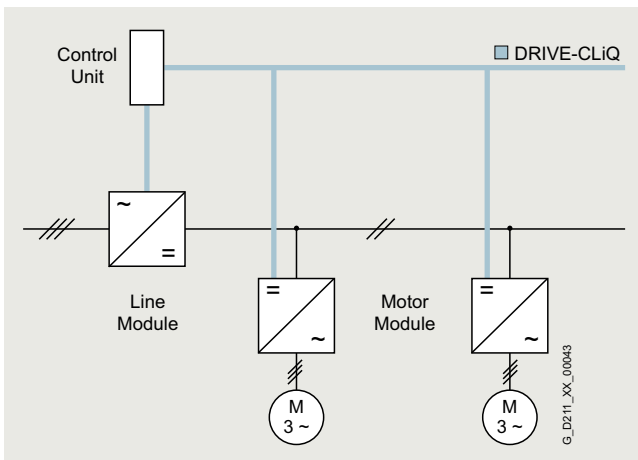 Control
Unit
DRIVE-CLiQ
~
=
Line
Module
=
~
Motor
Module
=
~
M
3 ~
M
3 ~
G_D211_XX_00043